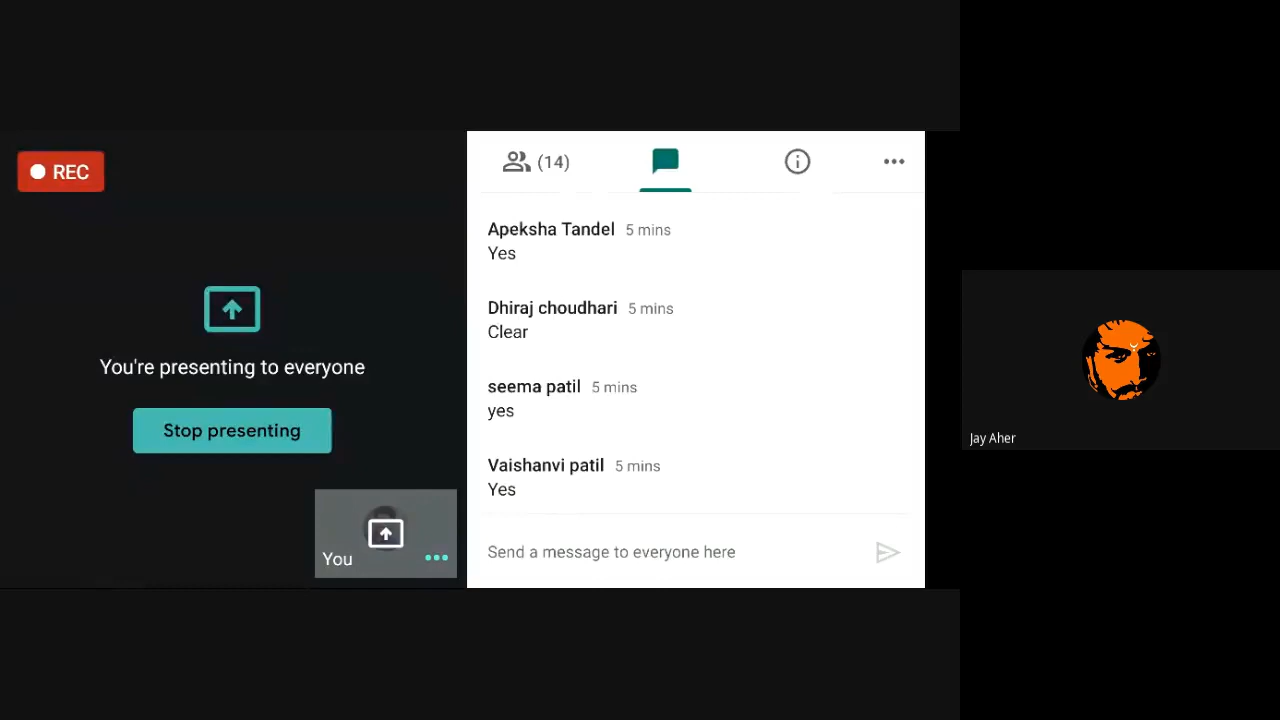 REC
You're presenting to everyone
Stop presenting
You
(14)
Apeksha Tandel 5 mins
Yes
Dhiraj choudhari 5 mins
Clear
seema patil 5 mins
yes
Vaishanvi patil 5 mins
Yes
Send a message to everyone here
Jay Aher